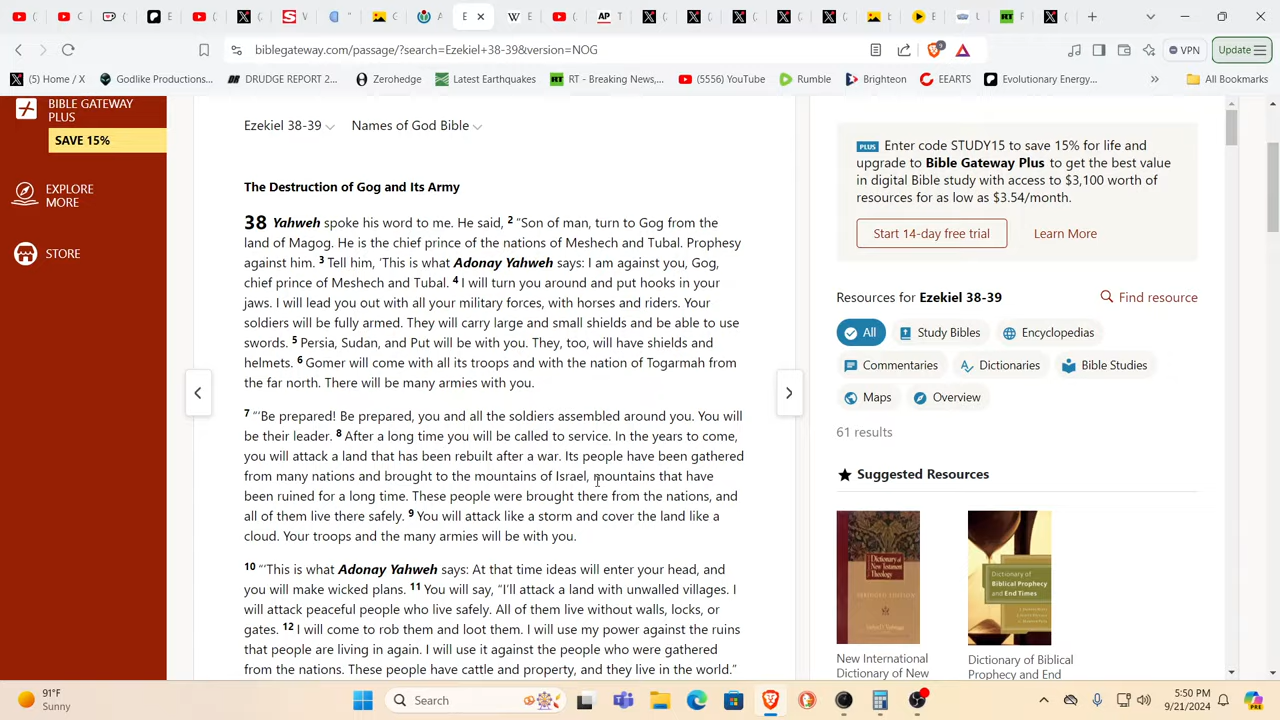 biblegateway.com/passage/?search=Ezekiel+38-39&version=NOG
VPN
Update
(5) Home / X
Godlike Productions...
DRUDGE REPORT 2...
Zerohedge
Latest Earthquakes
RT - Breaking News,...
(555) YouTube
Rumble
Brighteon
EEARTS
Evolutionary Energy...
All Bookmarks
BIBLE GATEWAY
PLUS
SAVE 15%
EXPLORE
MORE
STORE
Ezekiel 38-39
Names of God Bible
The Destruction of Gog and Its Army
38 Yahweh spoke his word to me. He said, 2 “Son of man, turn to Gog from the
land of Magog. He is the chief prince of the nations of Meshech and Tubal. Prophesy
against him. 3 Tell him, ‘This is what Adonay Yahweh says: I am against you, Gog,
chief prince of Meshech and Tubal. 4 I will turn you around and put hooks in your
jaws. I will lead you out with all your military forces, with horses and riders. Your
soldiers will be fully armed. They will carry large and small shields and be able to use
swords. 5 Persia, Sudan, and Put will be with you. They, too, will have shields and
helmets. 6 Gomer will come with all its troops and with the nation of Togarmah from
the far north. There will be many armies with you.
7 “‘Be prepared! Be prepared, you and all the soldiers assembled around you. You will
be their leader. 8 After a long time you will be called to service. In the years to come,
you will attack a land that has been rebuilt after a war. Its people have been gathered
from many nations and brought to the mountains of Israel, mountains that have
been ruined for a long time. These people were brought there from the nations, and
all of them live there safely. 9 You will attack like a storm and cover the land like a
cloud. Your troops and the many armies will be with you.
10 “‘This is what Adonay Yahweh says: At that time ideas will enter your head, and
you will make wicked plans. 11 You will say, “I’ll attack a land with unwalled villages. I
will attack peaceful people who live safely. All of them live without walls, locks, or
gates. 12 I will come to rob them and loot them. I will use my power against the ruins
that people are living in again. I will use it against the people who were gathered
from the nations. These people have cattle and property, and they live in the world.”
PLUS Enter code STUDY15 to save 15% for life and
upgrade to Bible Gateway Plus to get the best value
in digital Bible study with access to $3,100 worth of
resources for as low as $3.54/month.
Start 14-day free trial
Learn More
Resources for Ezekiel 38-39
Find resource
All
Study Bibles
Encyclopedias
Commentaries
Dictionaries
Bible Studies
Maps
Overview
61 results
Suggested Resources
New International
Dictionary of New
Dictionary of
Biblical Prophecy
and End Times
Dictionary of Biblical
Prophecy and End
91°F
Sunny
Search
5:50 PM
9/21/2024